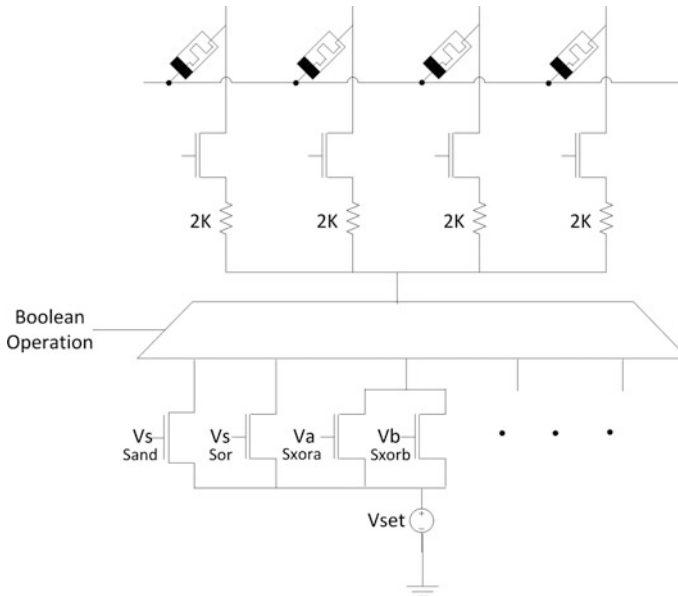 2K 2K 2K 2K
Boolean
Operation
Vs Vs Va Vb
Sand Sor Sxora Sxorb
Vset